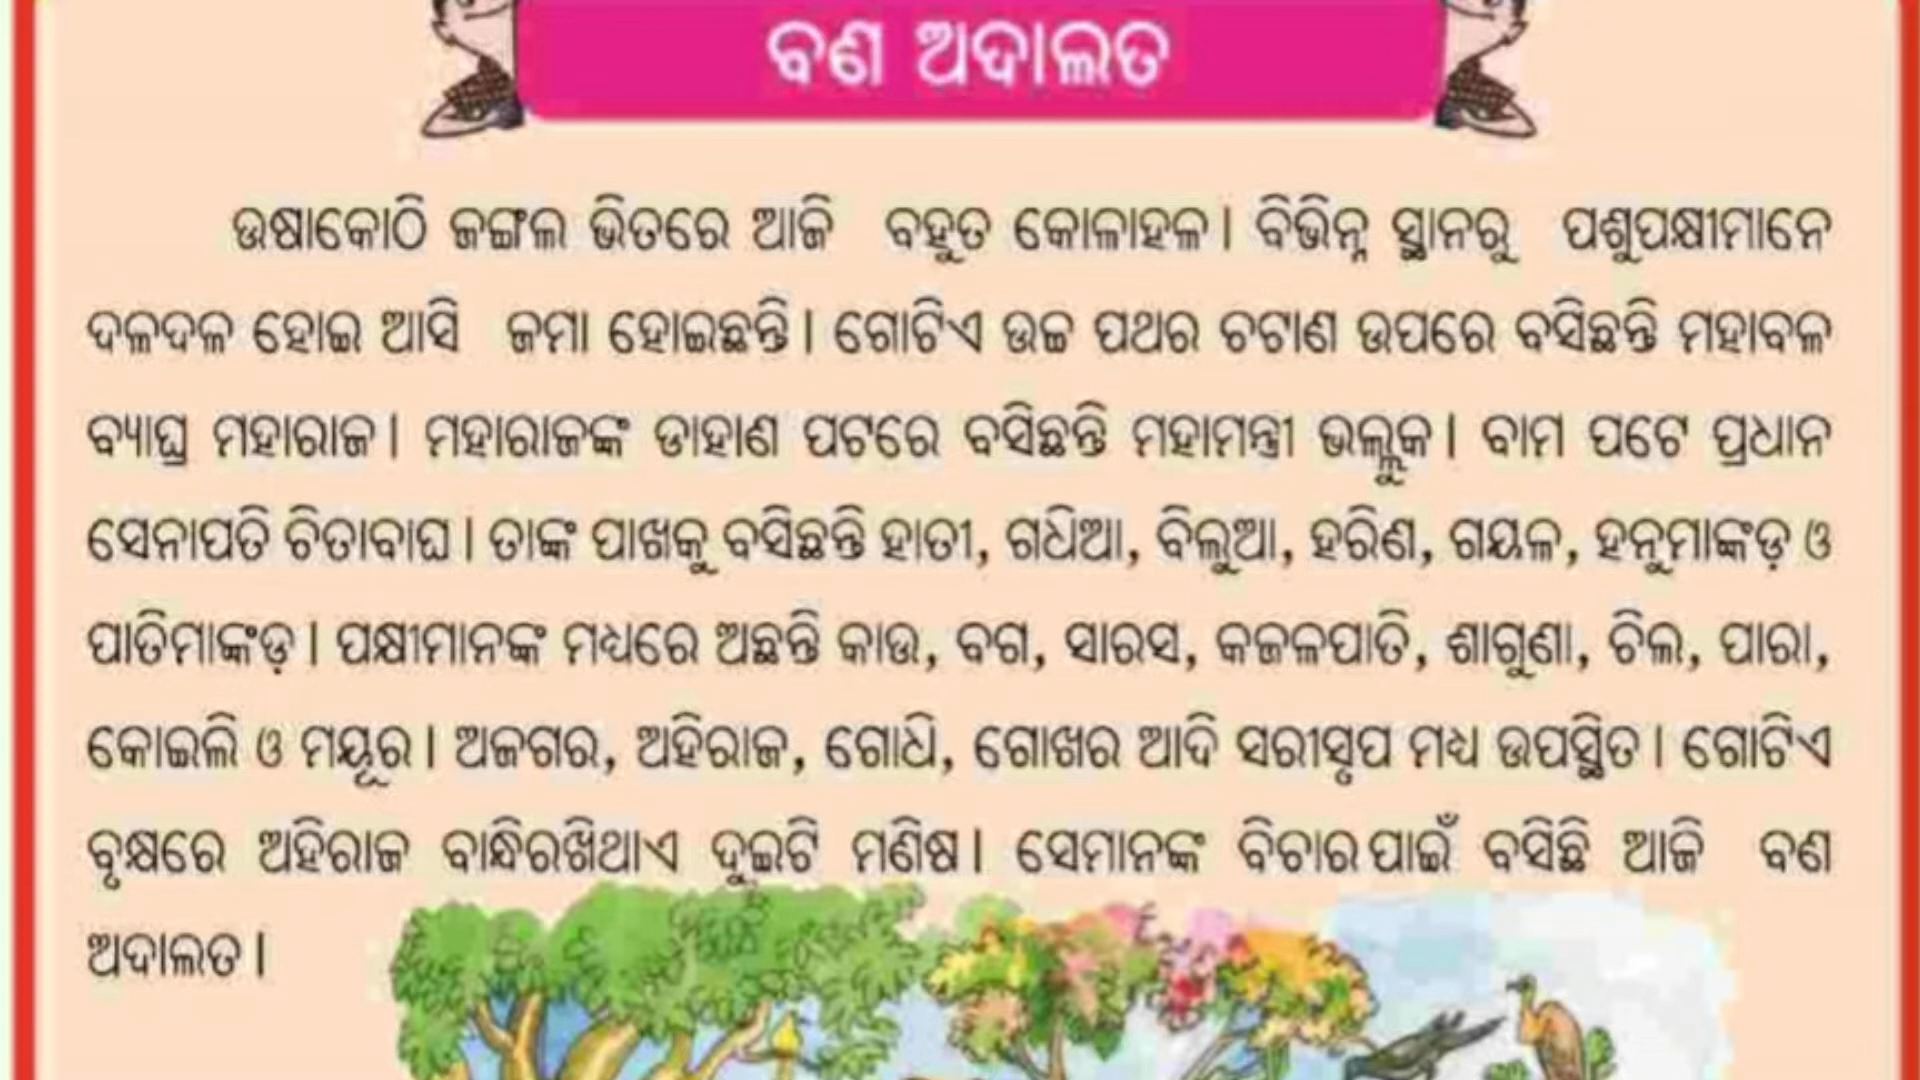 ବଣ ଅଦାଲତ
ଉଷାକୋଠି ଜଙ୍ଗଲ ଭିତରେ ଆଜି ବହୁତ କୋଳାହଳ। ବିଭିନ୍ନ ସ୍ଥାନରୁ ପଶୁପକ୍ଷୀମାନେ
ଦଳଦଳ ହୋଇ ଆସି ଜମା ହୋଇଛନ୍ତି। ଗୋଟିଏ ଉଚ୍ଚ ପଥର ଚଟାଣ ଉପରେ ବସିଛନ୍ତି ମହାବଳ
ବ୍ୟାଘ୍ର ମହାରାଜ। ମହାରାଜଙ୍କ ଡାହାଣ ପଟରେ ବସିଛନ୍ତି ମହାମନ୍ତ୍ରୀ ଭଲ୍ଲୁକ। ବାମ ପଟେ ପ୍ରଧାନ
ସେନାପତି ଚିତାବାଘ। ତାଙ୍କ ପାଖକୁ ବସିଛନ୍ତି ହାତୀ, ଗଧିଆ, ବିଲୁଆ, ହରିଣ, ଗୟଳ, ହନୁମାଙ୍କଡ଼ ଓ
ପାତିମାଙ୍କଡ଼। ପକ୍ଷୀମାନଙ୍କ ମଧ୍ୟରେ ଅଛନ୍ତି କାଉ, ବଗ, ସାରସ, କଜଳପାତି, ଶାଗୁଣା, ଚିଲ, ପାରା,
କୋଇଲି ଓ ମୟୂର। ଅଜଗର, ଅହିରାଜ, ଗୋଧି, ଗୋଖର ଆଦି ସରୀସୃପ ମଧ୍ୟ ଉପସ୍ଥିତ। ଗୋଟିଏ
ବୃକ୍ଷରେ ଅହିରାଜ ବାନ୍ଧିରଖିଥାଏ ଦୁଇଟି ମଣିଷ। ସେମାନଙ୍କ ବିଚାରପାଇଁ ବସିଛି ଆଜି ବଣ
ଅଦାଲତ।